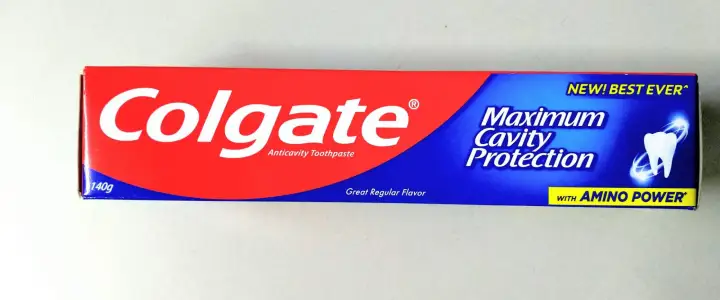 Colgate®
Anticavity Toothpaste
140g
Great Regular Flavor
NEW! BEST EVER^
Maximum
Cavity
Protection
WITH AMINO POWER*